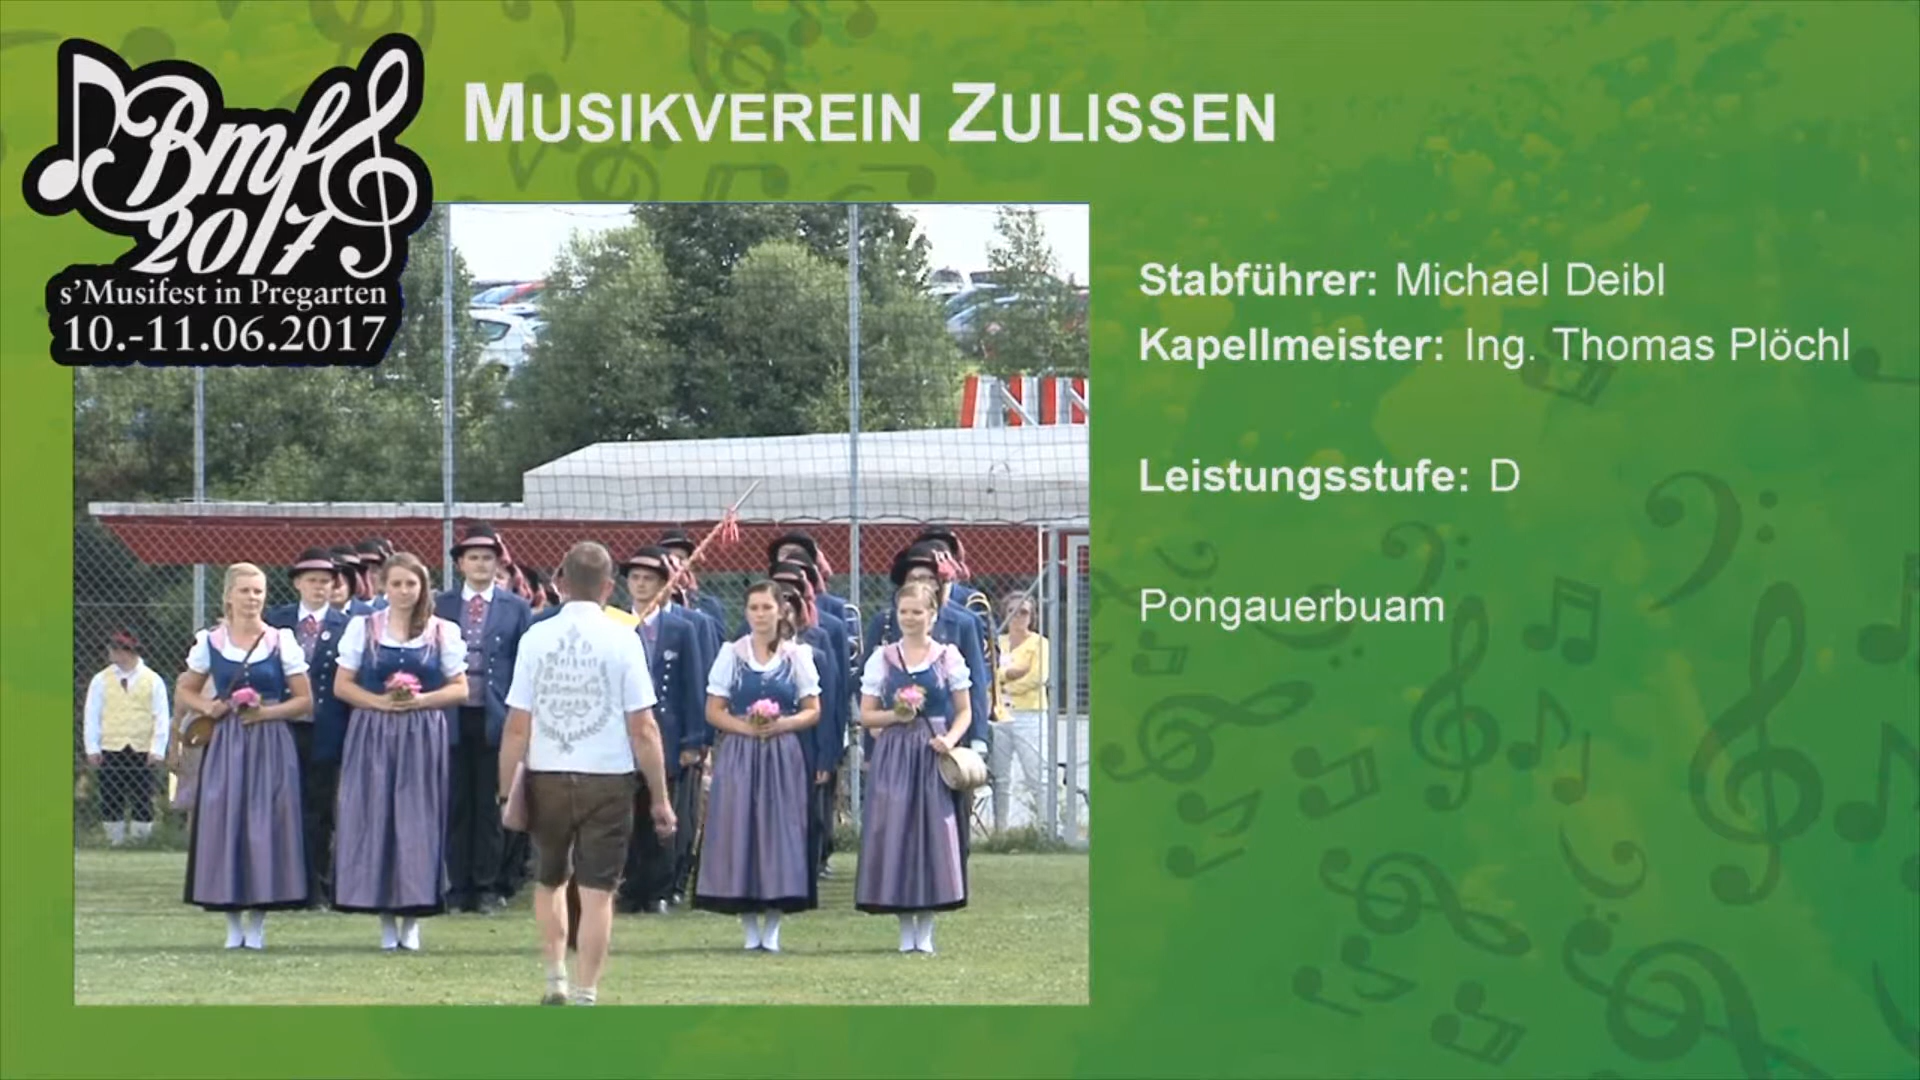 Bmf
2017
s'Musifest in Pregarten
10.-11.06.2017
MUSIKVEREIN ZULISSEN
Stabführer: Michael Deibl
Kapellmeister: Ing. Thomas Plöchl
Leistungsstufe: D
Pongauerbuam